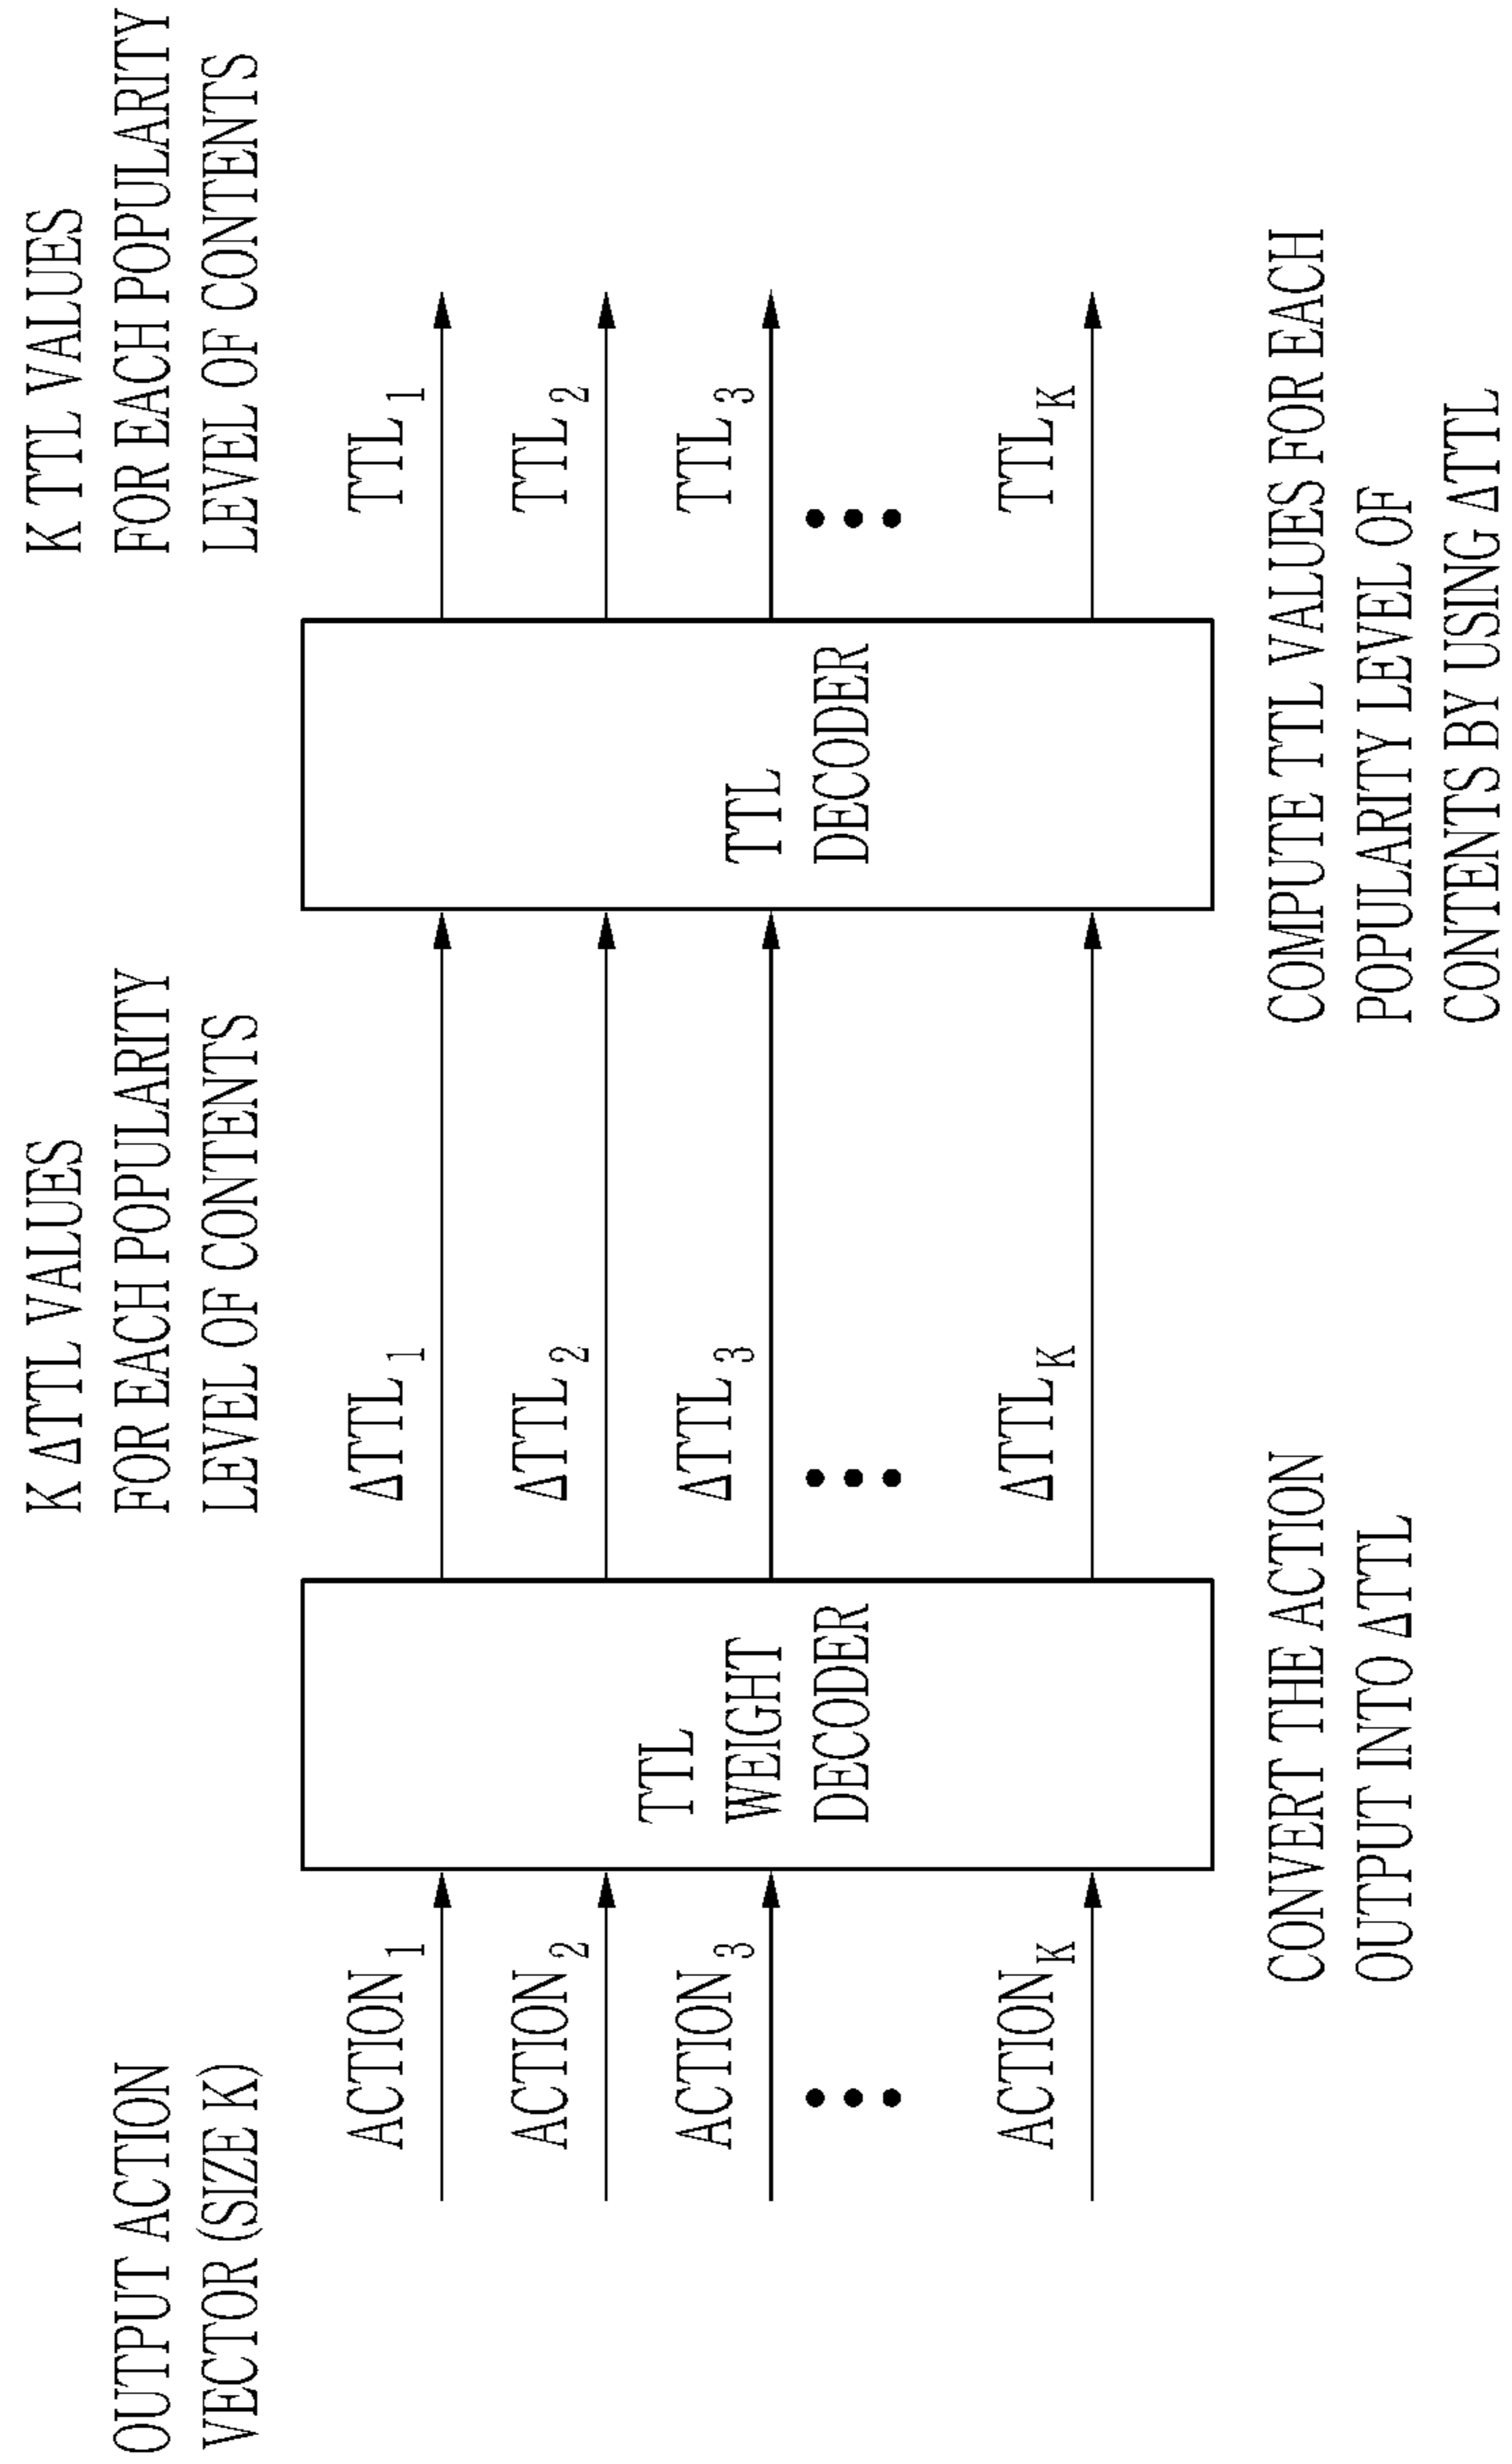 OUTPUT ACTION
VECTOR (SIZE K)
K ΔTTL VALUES
FOR EACH POPULARITY
LEVEL OF CONTENTS
K TTL VALUES
FOR EACH POPULARITY
LEVEL OF CONTENTS
ACTION1
ACTION2
ACTION3
ACTIONK
TTL
WEIGHT
DECODER
ΔTTL1
ΔTTL2
ΔTTL3
ΔTTLK
TTL
DECODER
TTL1
TTL2
TTL3
TTLK
CONVERT THE ACTION
OUTPUT INTO ΔTTL
COMPUTE TTL VALUES FOR EACH
POPULARITY LEVEL OF
CONTENTS BY USING ΔTTL